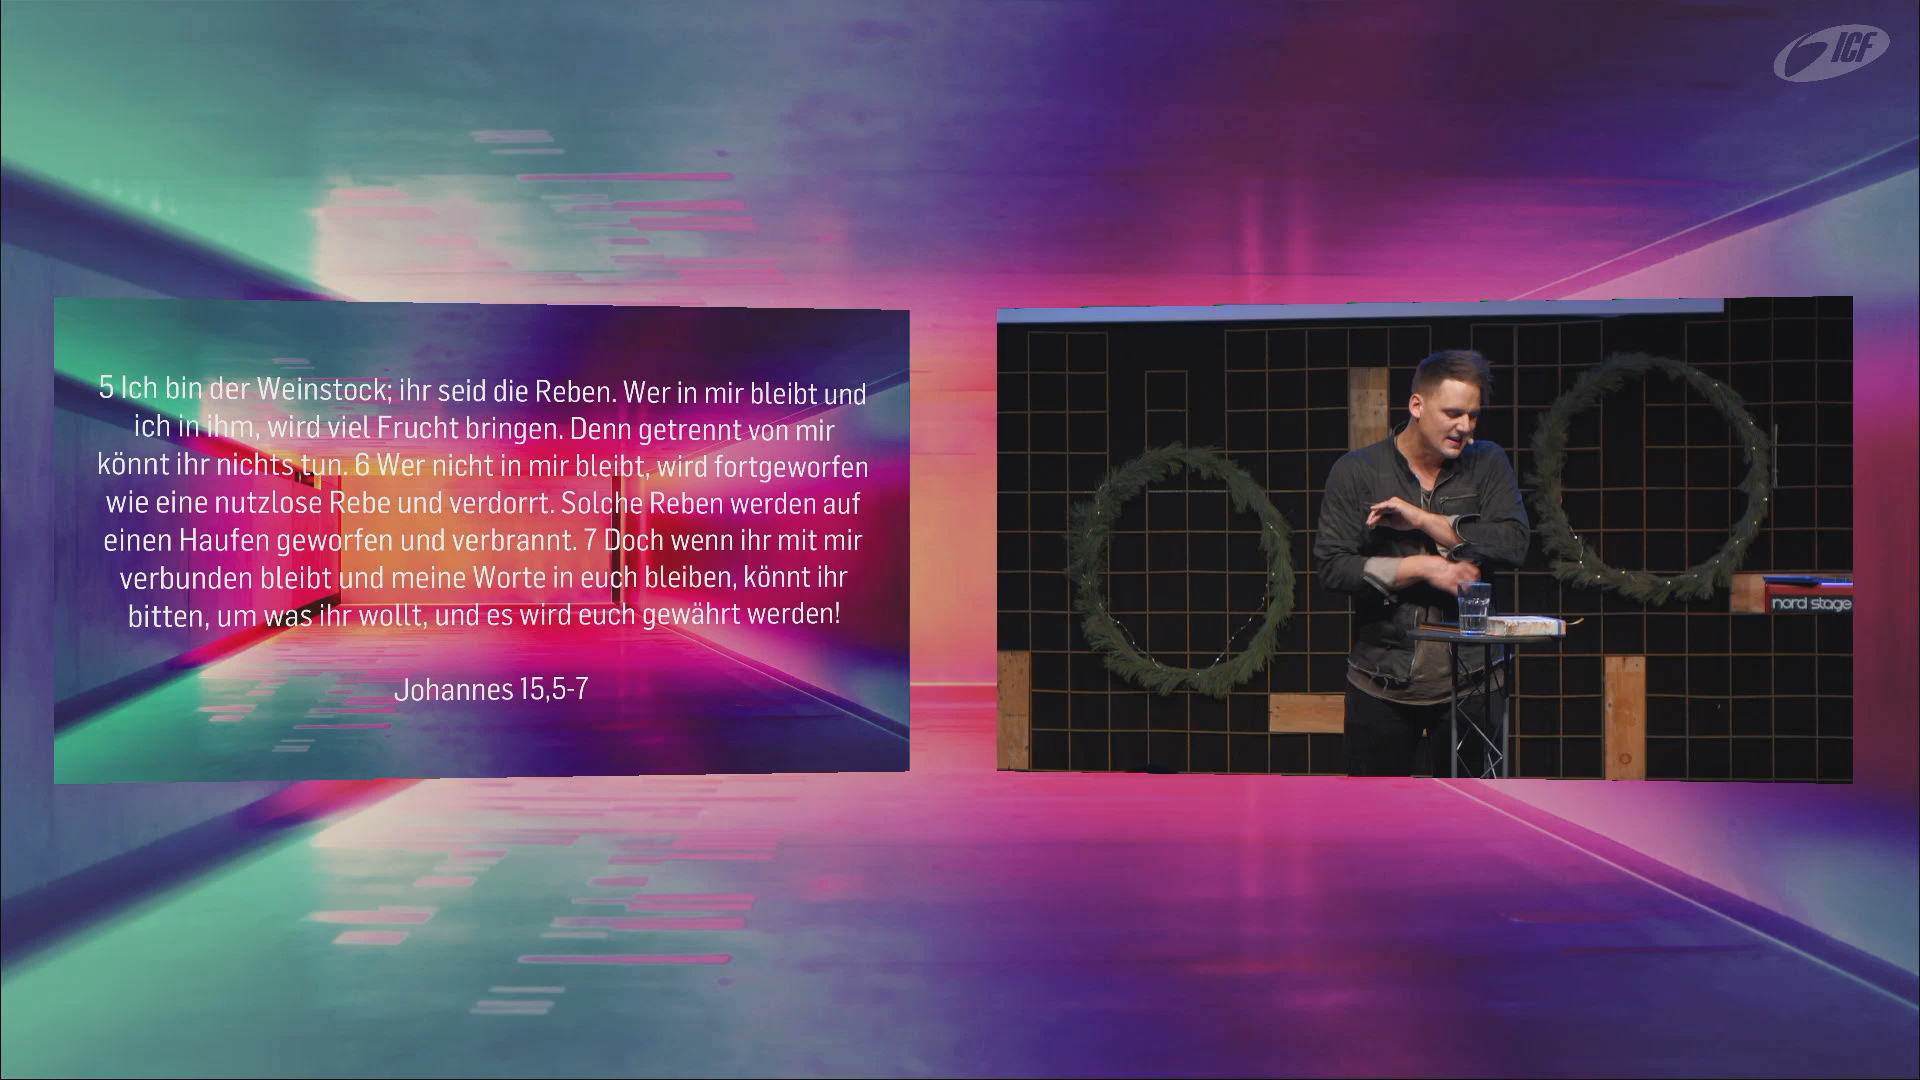 ICF
5 Ich bin der Weinstock; ihr seid die Reben. Wer in mir bleibt und
ich in ihm, wird viel Frucht bringen. Denn getrennt von mir
könnt ihr nichts tun. 6 Wer nicht in mir bleibt, wird fortgeworfen
wie eine nutzlose Rebe und verdorrt. Solche Reben werden auf
einen Haufen geworfen und verbrannt. 7 Doch wenn ihr mit mir
verbunden bleibt und meine Worte in euch bleiben, könnt ihr
bitten, um was ihr wollt, und es wird euch gewährt werden!
Johannes 15,5-7
nord stage